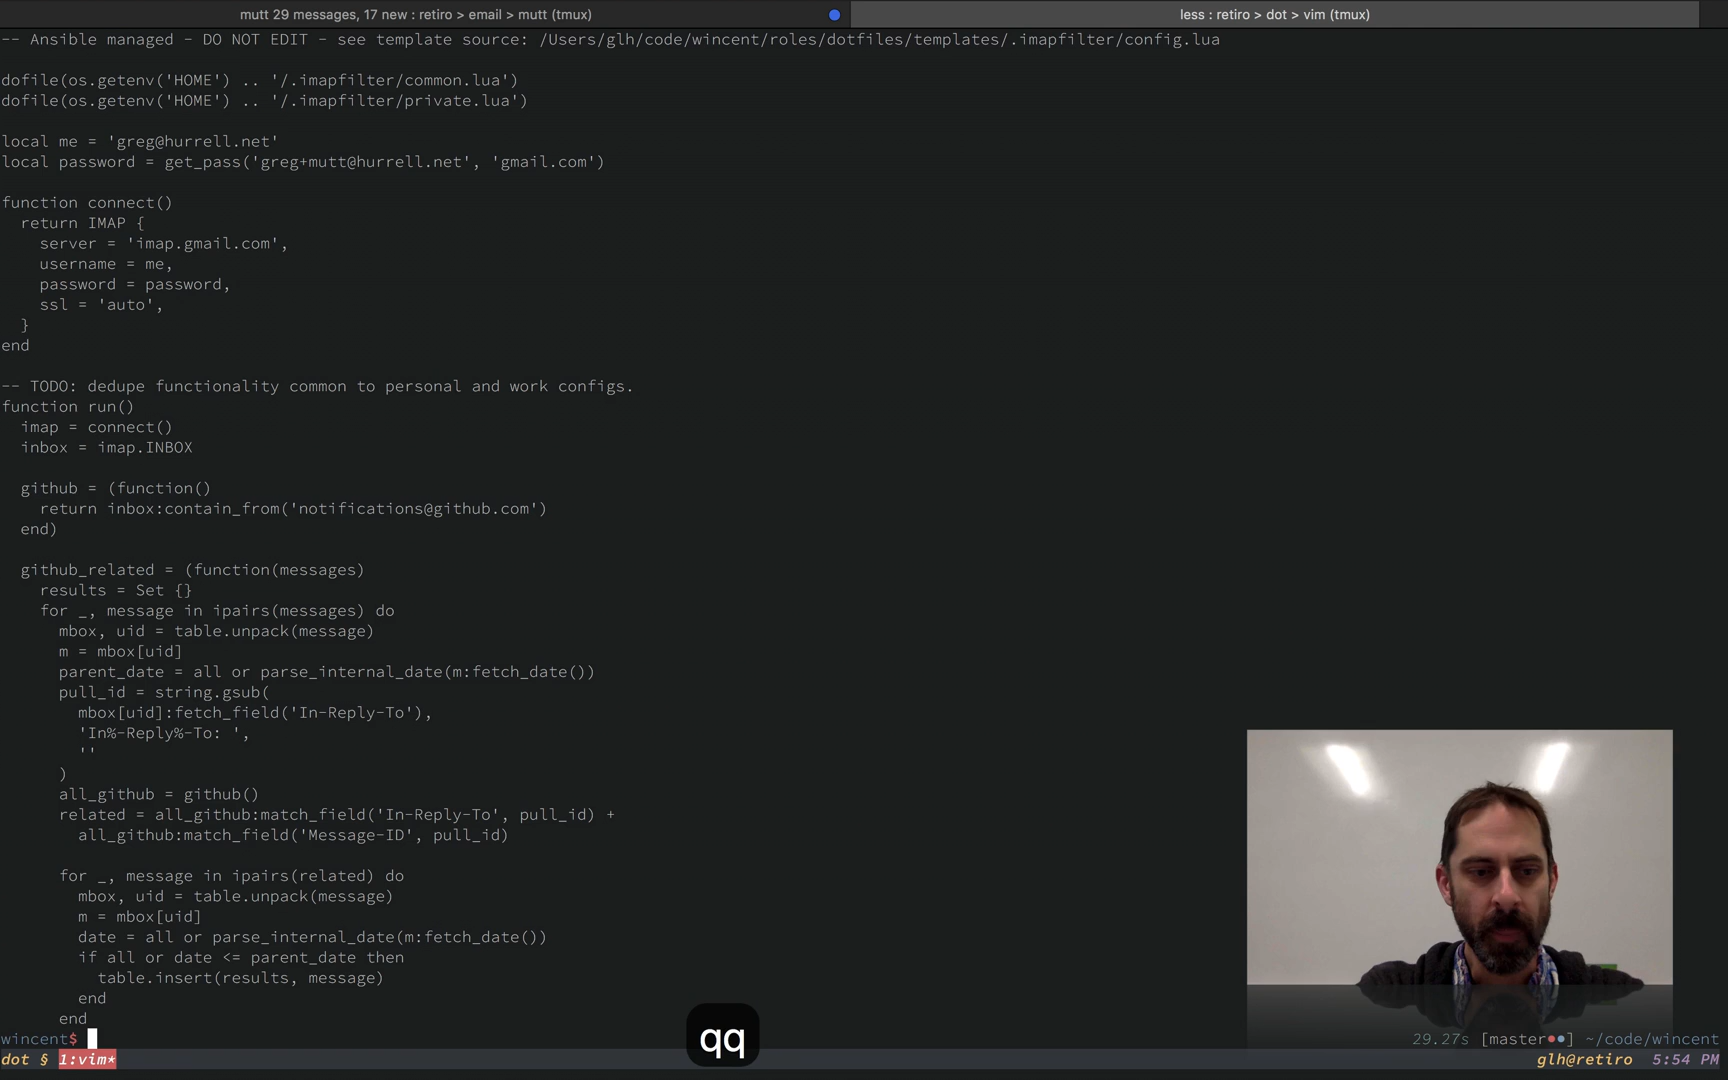 mutt 29 messages, 17 new : retiro > email > mutt (tmux)
less : retiro > dot > vim (tmux)
-- Ansible managed - DO NOT EDIT - see template source: /Users/glh/code/wincent/roles/dotfiles/templates/.imapfilter/config.lua
dofile(os.getenv('HOME') .. '/.imapfilter/common.lua')
dofile(os.getenv('HOME') .. '/.imapfilter/private.lua')
local me = 'greg@hurrell.net'
local password = get_pass('greg+mutt@hurrell.net', 'gmail.com')
function connect()
  return IMAP {
    server = 'imap.gmail.com',
    username = me,
    password = password,
    ssl = 'auto',
  }
end
-- TODO: dedupe functionality common to personal and work configs.
function run()
  imap = connect()
  inbox = imap.INBOX
  github = (function()
    return inbox:contain_from('notifications@github.com')
  end)
  github_related = (function(messages)
    results = Set {}
    for _, message in ipairs(messages) do
      mbox, uid = table.unpack(message)
      m = mbox[uid]
      parent_date = all or parse_internal_date(m:fetch_date())
      pull_id = string.gsub(
        mbox[uid]:fetch_field('In-Reply-To'),
        'In%-Reply%-To: ',
        ''
      )
      all_github = github()
      related = all_github:match_field('In-Reply-To', pull_id) +
        all_github:match_field('Message-ID', pull_id)
      for _, message in ipairs(related) do
        mbox, uid = table.unpack(message)
        m = mbox[uid]
        date = all or parse_internal_date(m:fetch_date())
        if all or date <= parent_date then
          table.insert(results, message)
        end
      end
wincent$
qq
29.27s [master••] ~/code/wincent
dot § 1:vim*
glh@retiro 5:54 PM